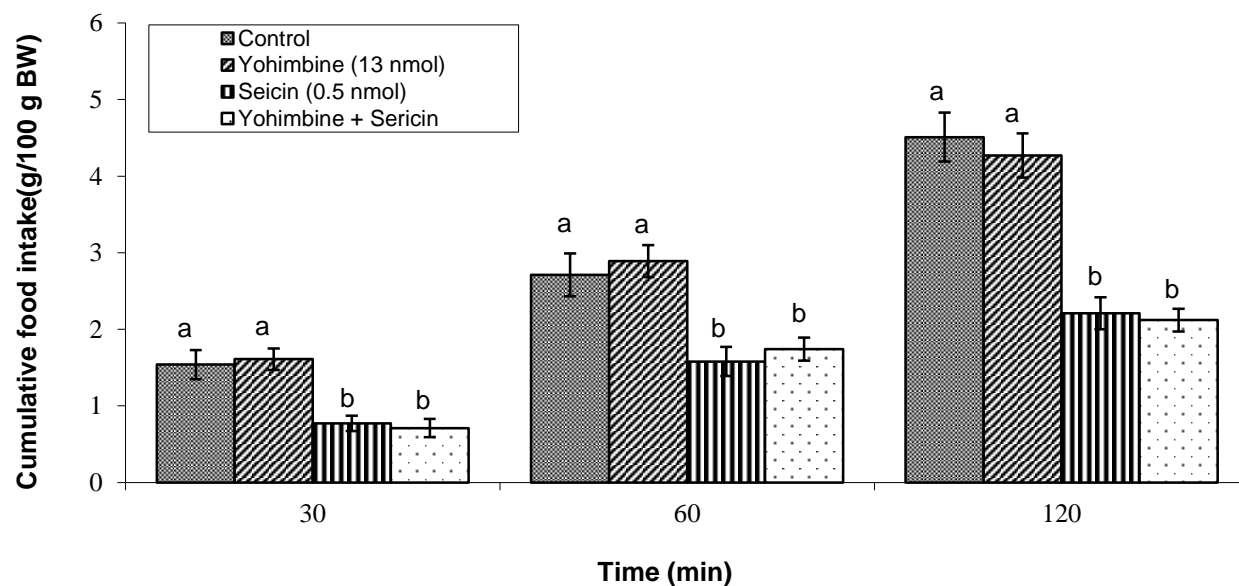 Cumulative food intake(g/100 g BW)
6
5
4
3
2
1
0
Control
Yohimbine (13 nmol)
Seicin (0.5 nmol)
Yohimbine + Sericin
a
a
b
b
a
a
b
b
a
a
b
b
30
60
120
Time (min)